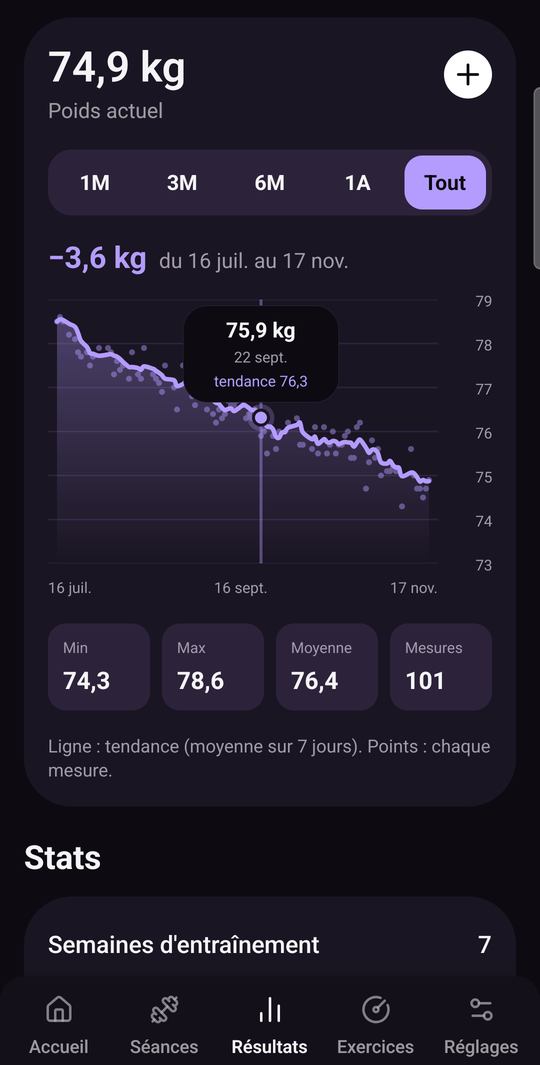 74,9 kg
Poids actuel
1M 3M 6M 1A Tout
−3,6 kg du 16 juil. au 17 nov.
79
75,9 kg
22 sept.
tendance 76,3
78
77
76
75
74
73
16 juil. 16 sept. 17 nov.
Min Max Moyenne Mesures
74,3 78,6 76,4 101
Ligne : tendance (moyenne sur 7 jours). Points : chaque
mesure.
Stats
Semaines d'entraînement 7
Accueil Séances Résultats Exercices Réglages